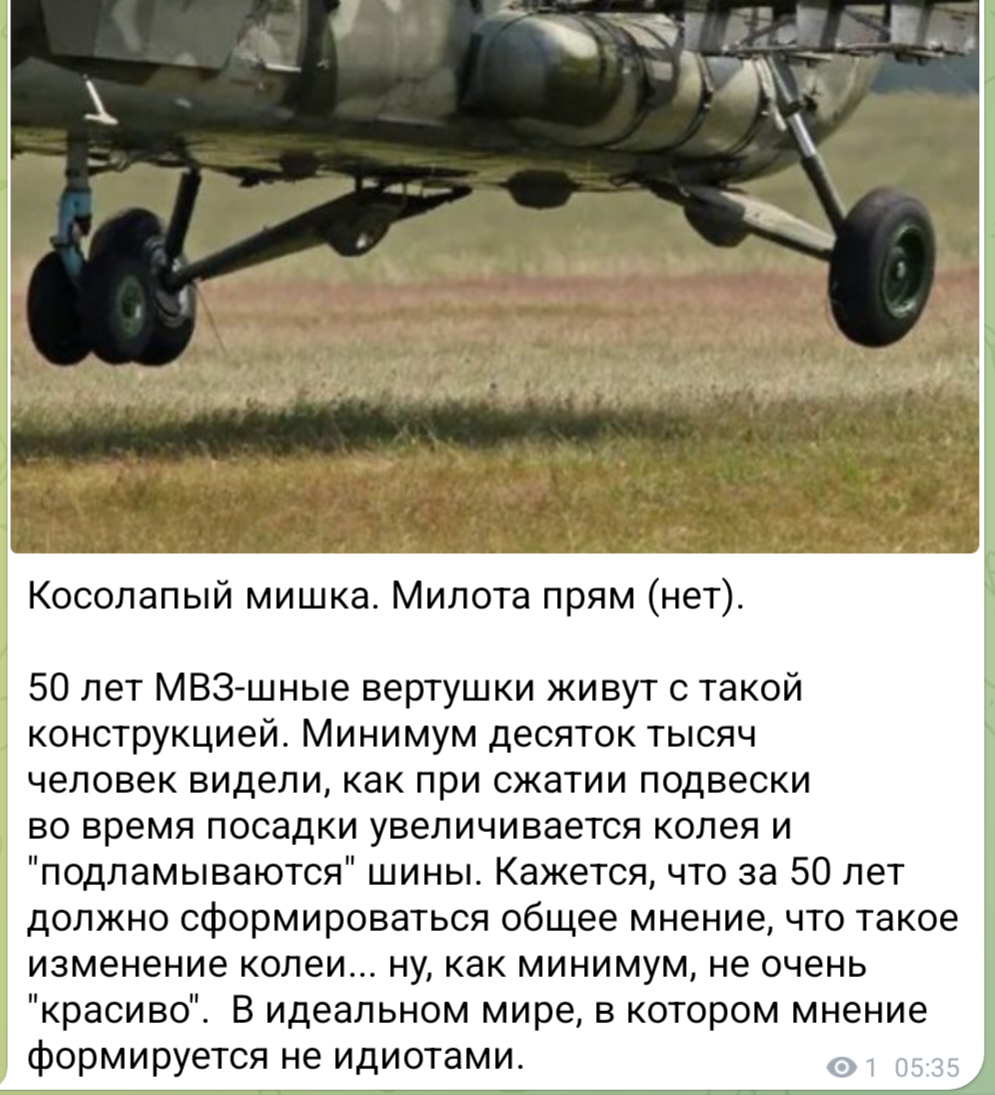 Косолапый мишка. Милота прям (нет).
50 лет МВЗ-шные вертушки живут с такой
конструкцией. Минимум десяток тысяч
человек видели, как при сжатии подвески
во время посадки увеличивается колея и
"подламываются" шины. Кажется, что за 50 лет
должно сформироваться общее мнение, что такое
изменение колеи... ну, как минимум, не очень
"красиво".  В идеальном мире, в котором мнение
формируется не идиотами.
1 05:35